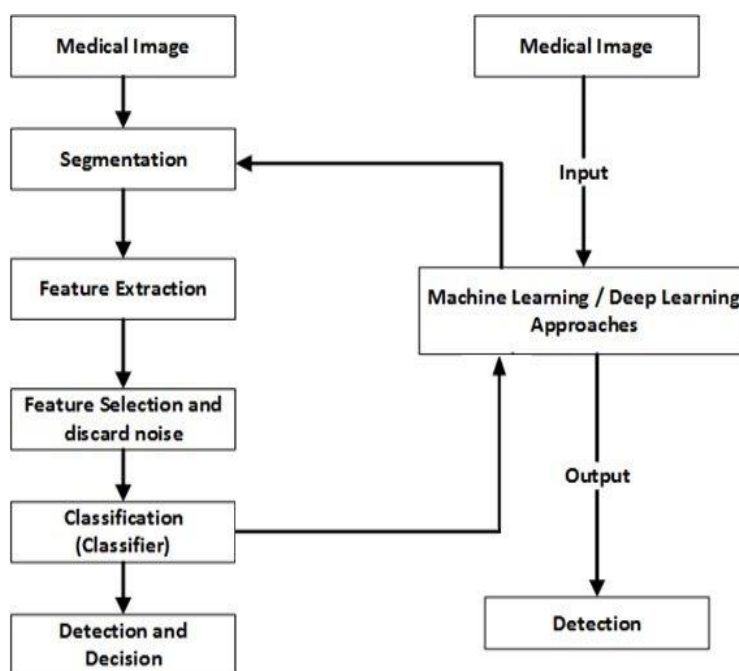 Medical Image
Segmentation
Feature Extraction
Feature Selection and
discard noise
Classification
(Classifier)
Detection and
Decision
Medical Image
Input
Machine Learning / Deep Learning
Approaches
Output
Detection